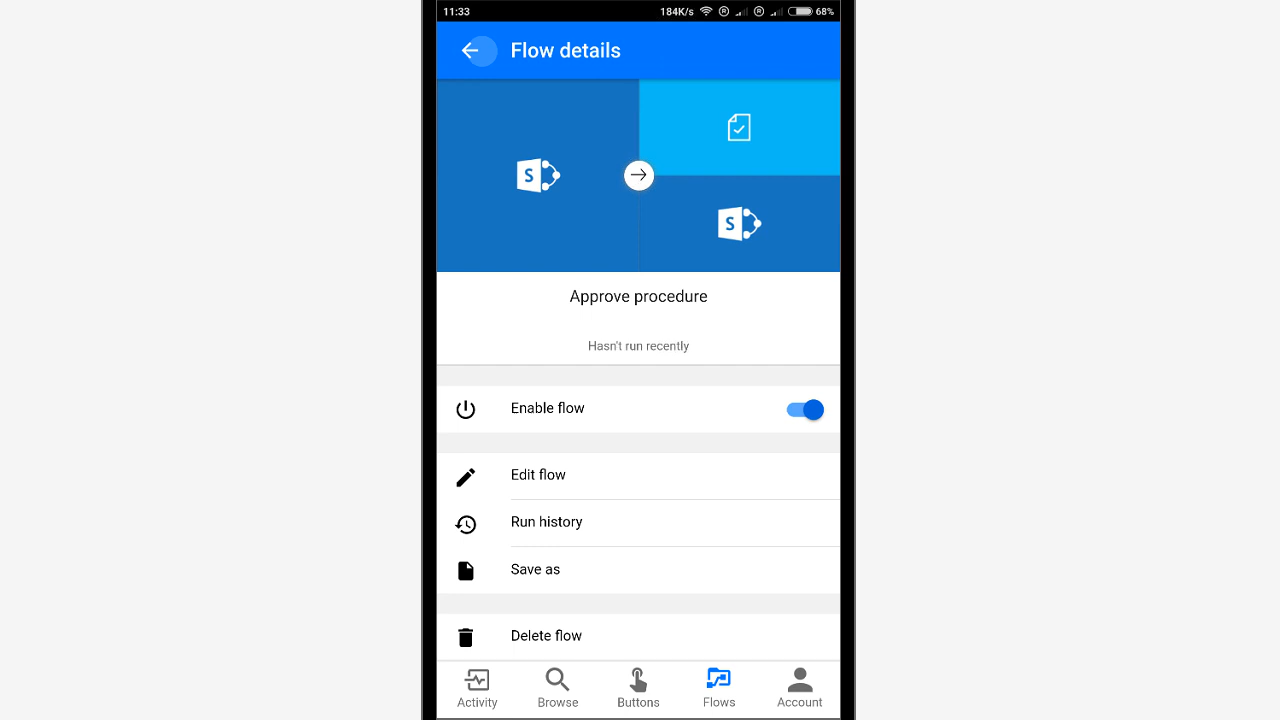 11:33 184K/s 68%
Flow details
S
S
Approve procedure
Hasn't run recently
Enable flow
Edit flow
Run history
Save as
Delete flow
Activity Browse Buttons Flows Account